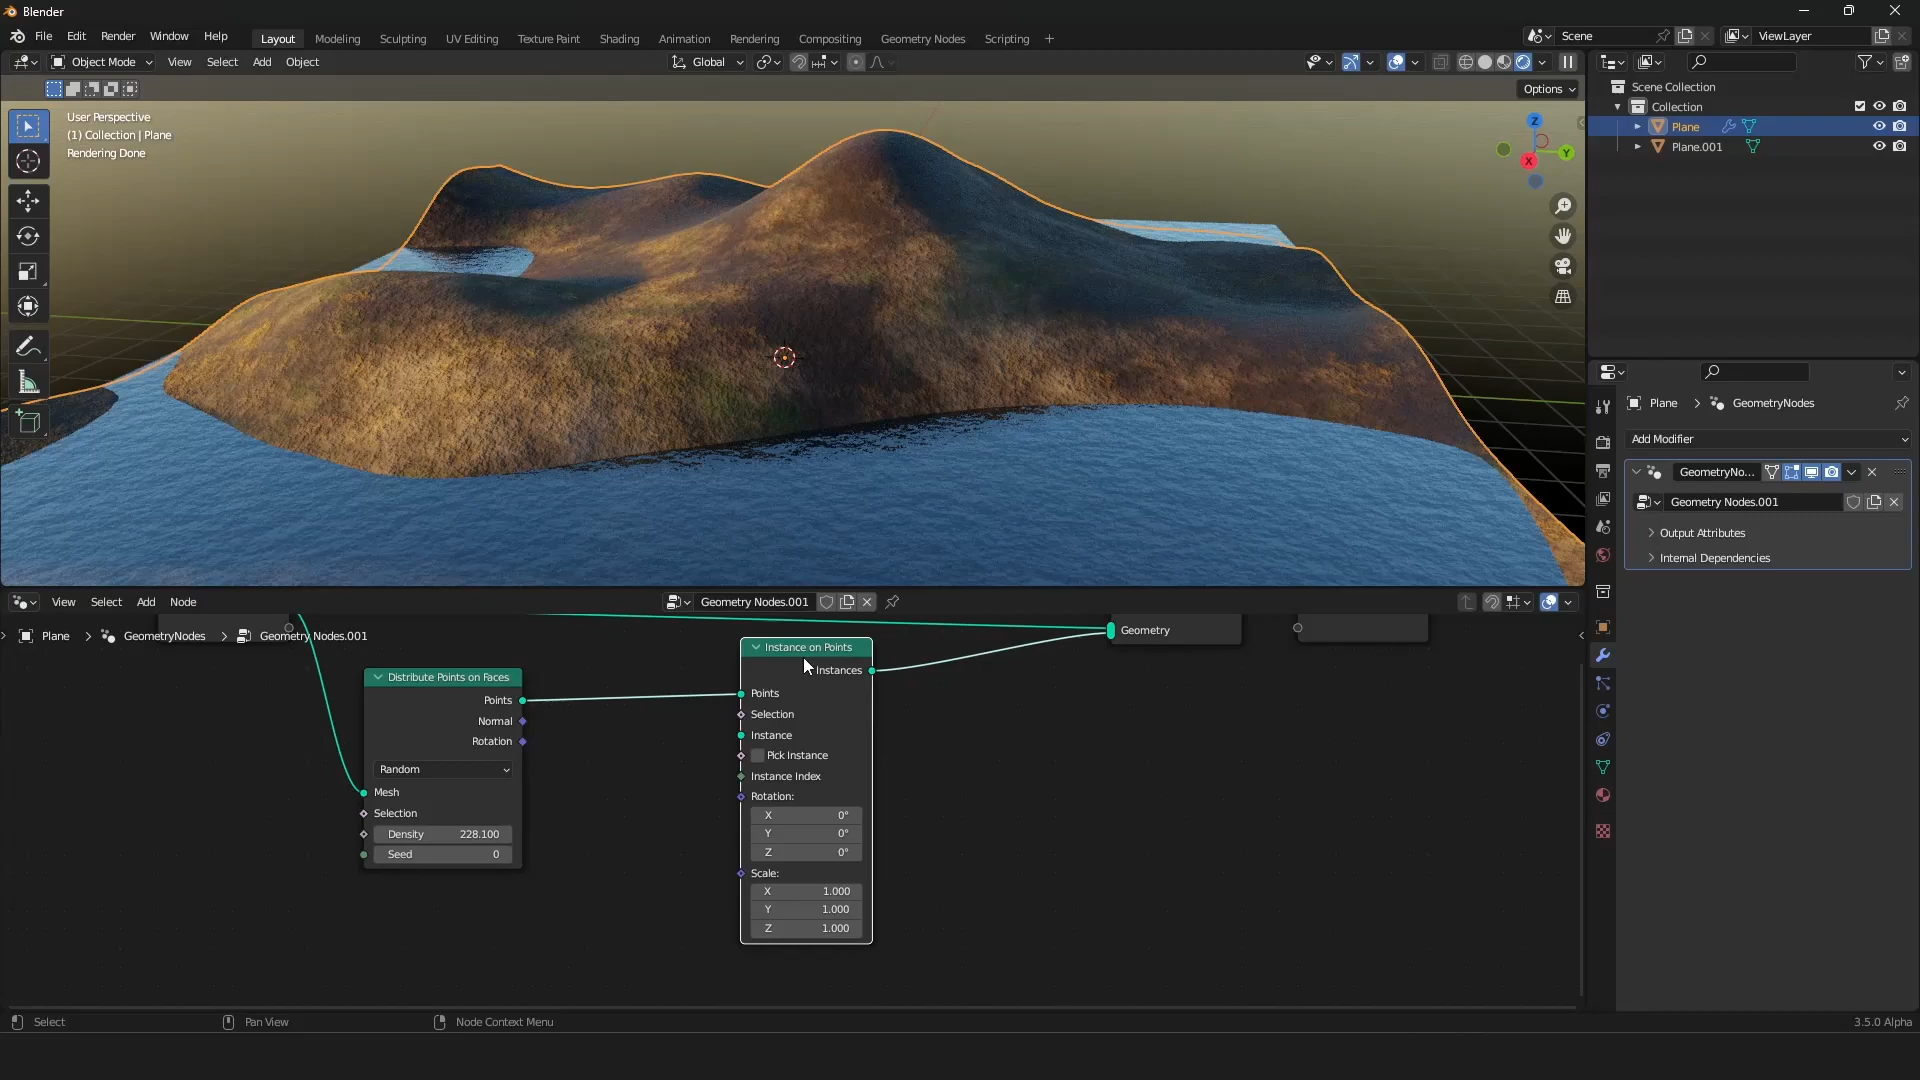 Blender
File Edit Render Window Help
Layout Modeling Sculpting UV Editing Texture Paint Shading Animation Rendering Compositing Geometry Nodes Scripting +
Scene
ViewLayer
Object Mode View Select Add Object
Global
Options
User Perspective
(1) Collection | Plane
Rendering Done
Z
Y
X
Scene Collection
Collection
Plane
Plane.001
Plane > GeometryNodes
Add Modifier
GeometryNo...
Geometry Nodes.001
Output Attributes
Internal Dependencies
View Select Add Node
Geometry Nodes.001
Plane > GeometryNodes > Geometry Nodes.001
Geometry
Distribute Points on Faces
Points
Normal
Rotation
Random
Mesh
Selection
Density 228.100
Seed 0
Instance on Points
Instances
Points
Selection
Instance
Pick Instance
Instance Index
Rotation:
X 0°
Y 0°
Z 0°
Scale:
X 1.000
Y 1.000
Z 1.000
Select
Pan View
Node Context Menu
3.5.0 Alpha